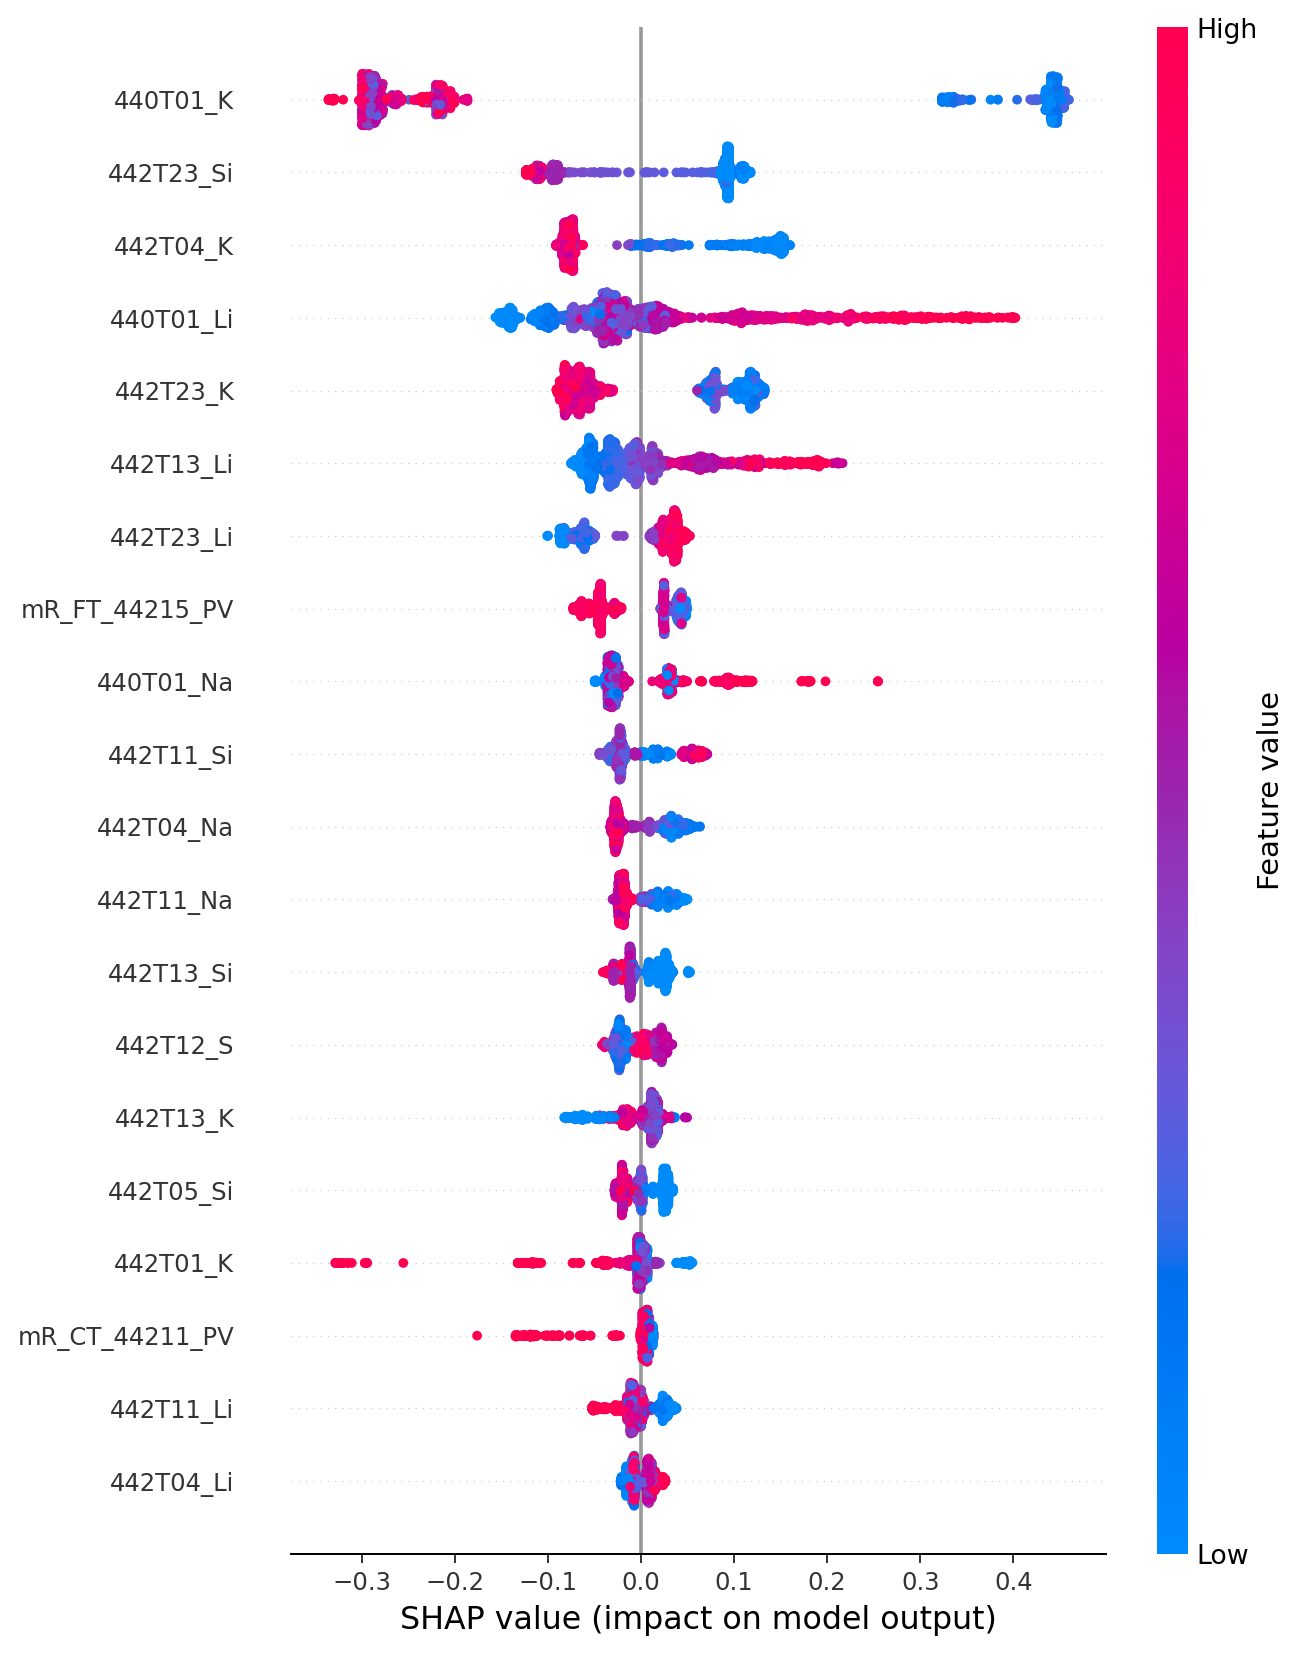 High
440T01_K
442T23_Si
442T04_K
440T01_Li
442T23_K
442T13_Li
442T23_Li
mR_FT_44215_PV
440T01_Na
442T11_Si
442T04_Na
442T11_Na
442T13_Si
442T12_S
442T13_K
442T05_Si
442T01_K
mR_CT_44211_PV
442T11_Li
442T04_Li
Feature value
Low
−0.3 −0.2 −0.1 0.0 0.1 0.2 0.3 0.4
SHAP value (impact on model output)